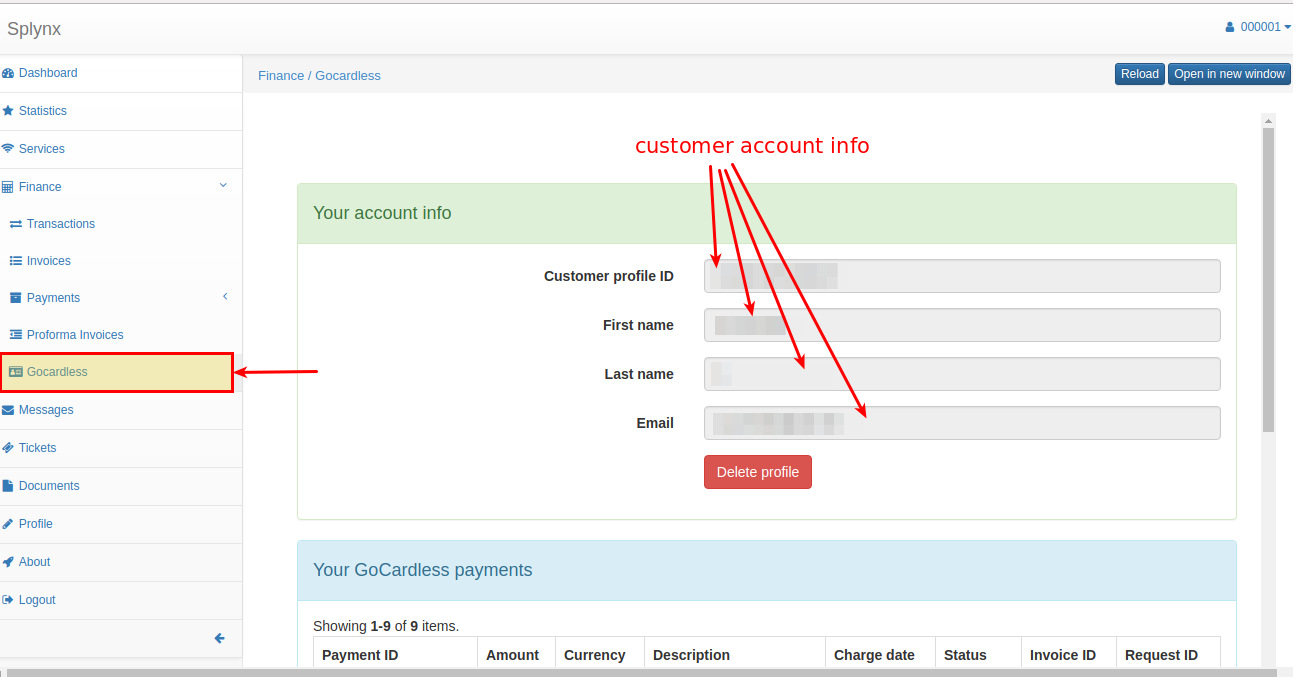 Splynx
000001
Dashboard
Statistics
Services
Finance
Transactions
Invoices
Payments
Proforma Invoices
Gocardless
Messages
Tickets
Documents
Profile
About
Logout
Finance / Gocardless
Reload Open in new window
customer account info
Your account info
Customer profile ID
First name
Last name
Email
Delete profile
Your GoCardless payments
Showing 1-9 of 9 items.
Payment ID Amount Currency Description Charge date Status Invoice ID Request ID